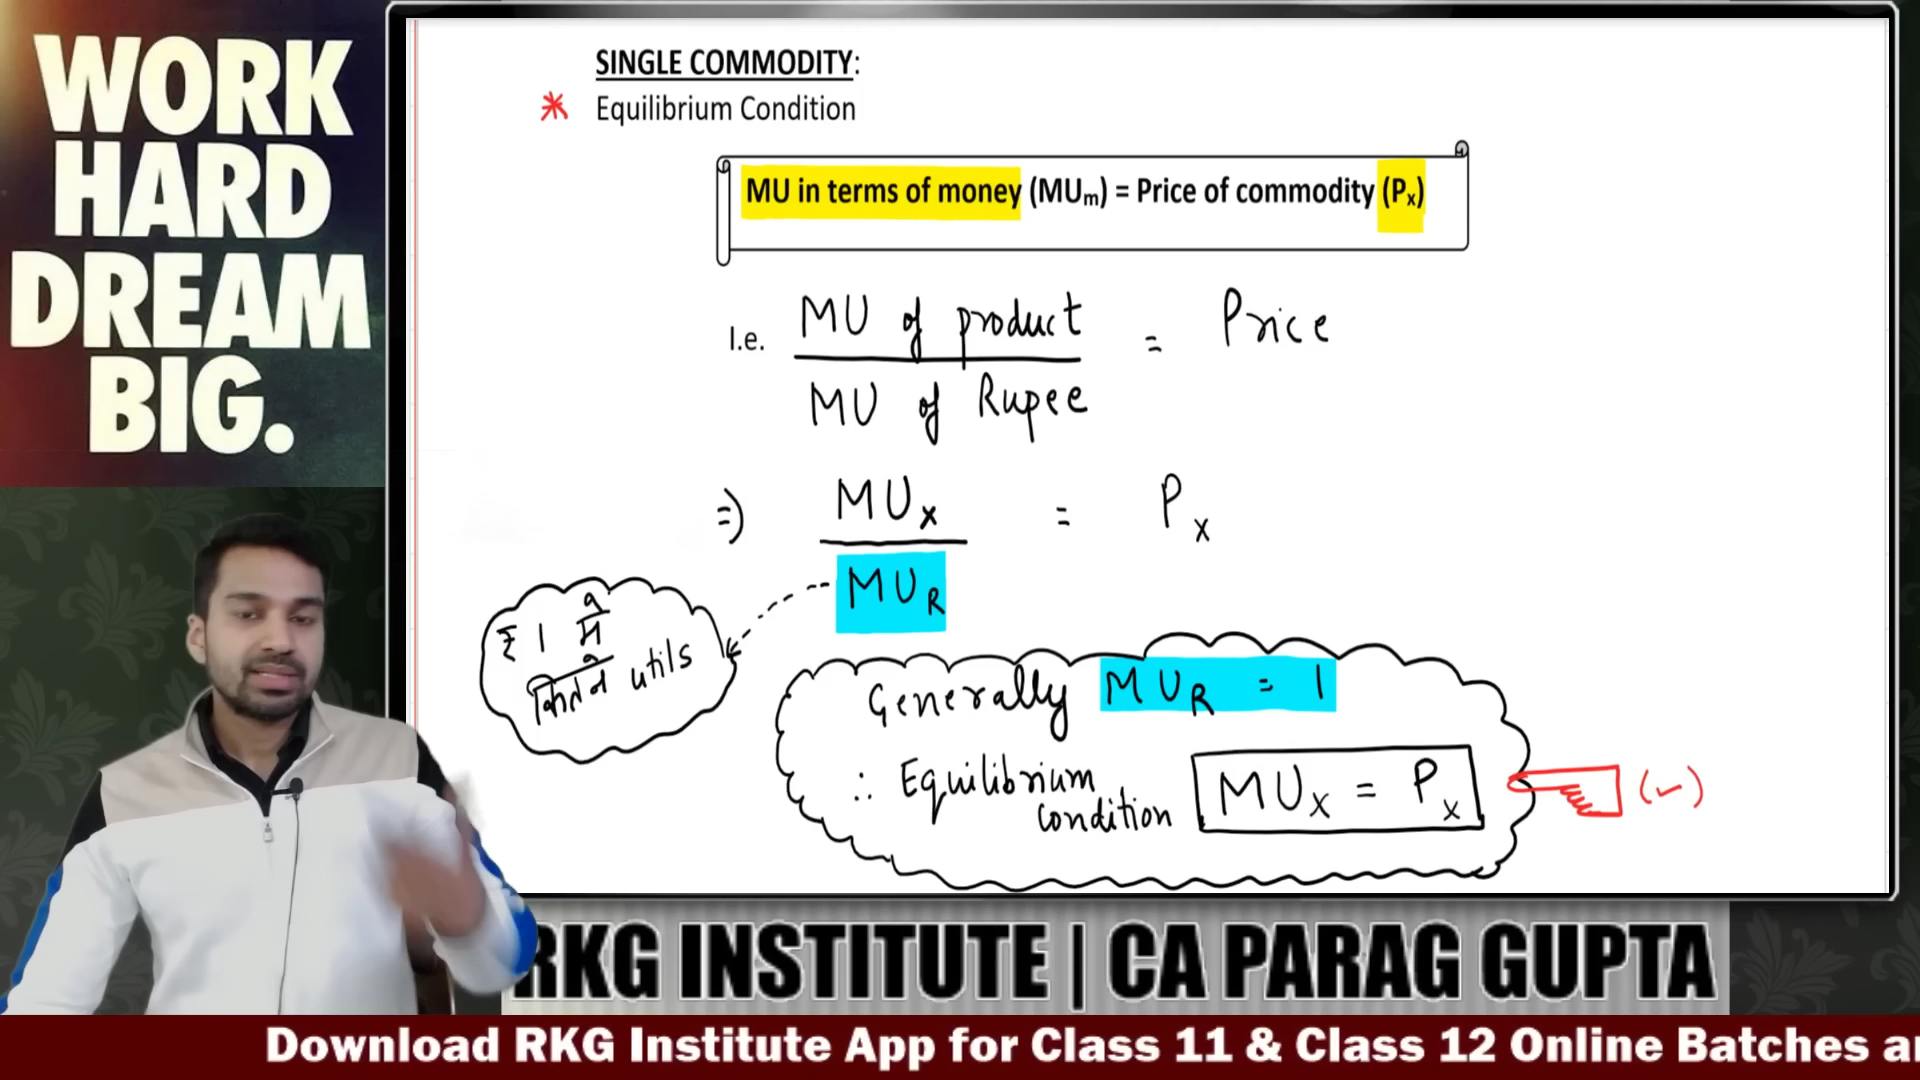 WORK
HARD
DREAM
BIG.
SINGLE COMMODITY:
* Equilibrium Condition
MU in terms of money (MUm) = Price of commodity (Px)
I.e. MU of product = Price
MU of Rupee
=) MUx = Px
MUR
₹ 1 में
कितने utils
Generally MUR = 1
∴ Equilibrium
condition MUx = Px (✓)
RKG INSTITUTE | CA PARAG GUPTA
Download RKG Institute App for Class 11 & Class 12 Online Batches